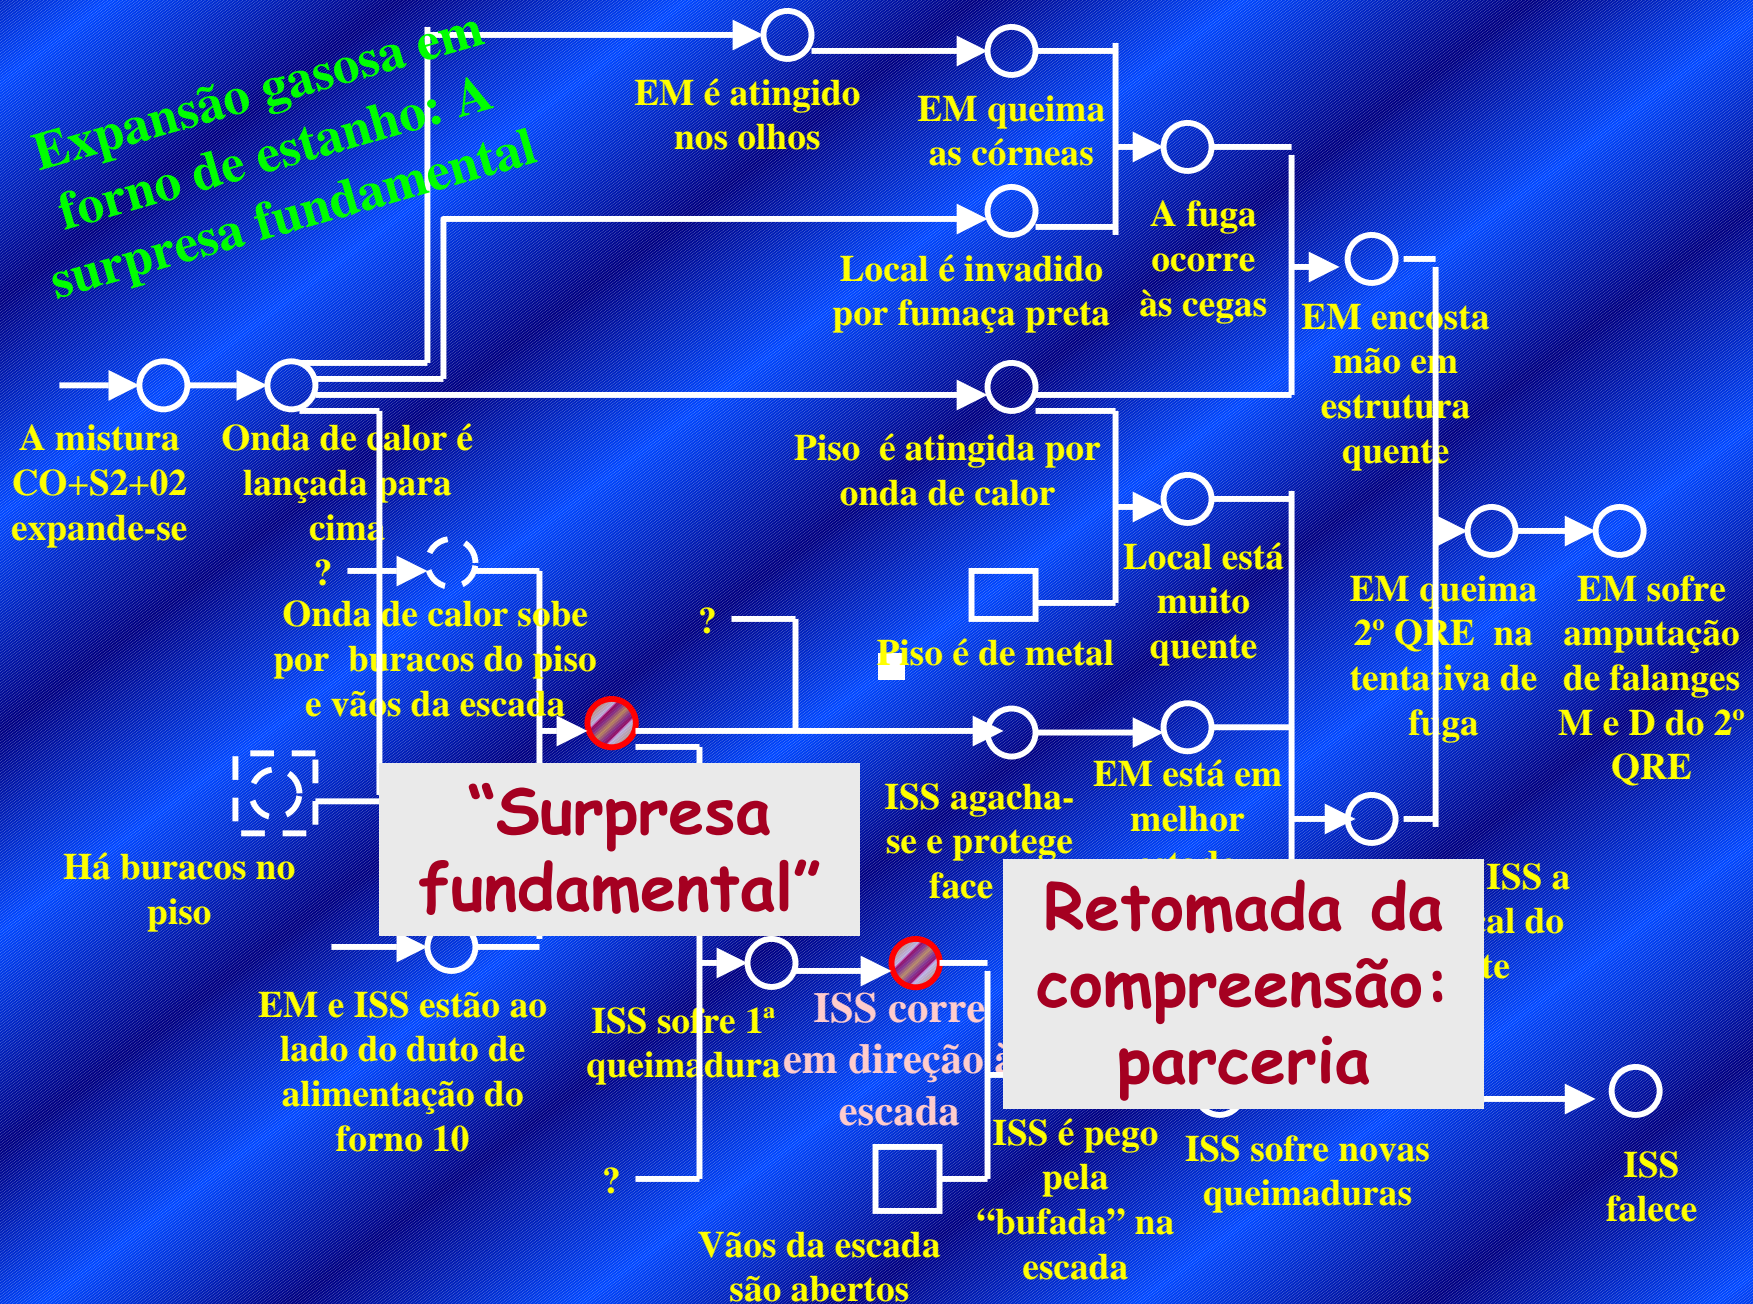 Expansão gasosa em
forno de estanho: A
surpresa fundamental
EM é atingido
nos olhos
EM queima
as córneas
A fuga
ocorre
às cegas
Local é invadido
por fumaça preta
EM encosta
mão em
estrutura
quente
A mistura
CO+S2+02
expande-se
Onda de calor é
lançada para
cima
Piso é atingida por
onda de calor
Local está
muito
quente
?
Onda de calor sobe
por buracos do piso
e vãos da escada
?
Piso é de metal
EM queima
2º QRE na
tentativa de
fuga
EM sofre
amputação
de falanges
M e D do 2º
QRE
Há buracos no
piso
“Surpresa
fundamental”
ISS agacha-
se e protege
face
EM está em
melhor
Retomada da
compreensão:
parceria
ISS a
do
EM e ISS estão ao
lado do duto de
alimentação do
forno 10
ISS sofre 1ª
queimadura
ISS corre
em direção à
escada
?
Vãos da escada
são abertos
ISS é pego
pela
“bufada” na
escada
ISS sofre novas
queimaduras
ISS
falece